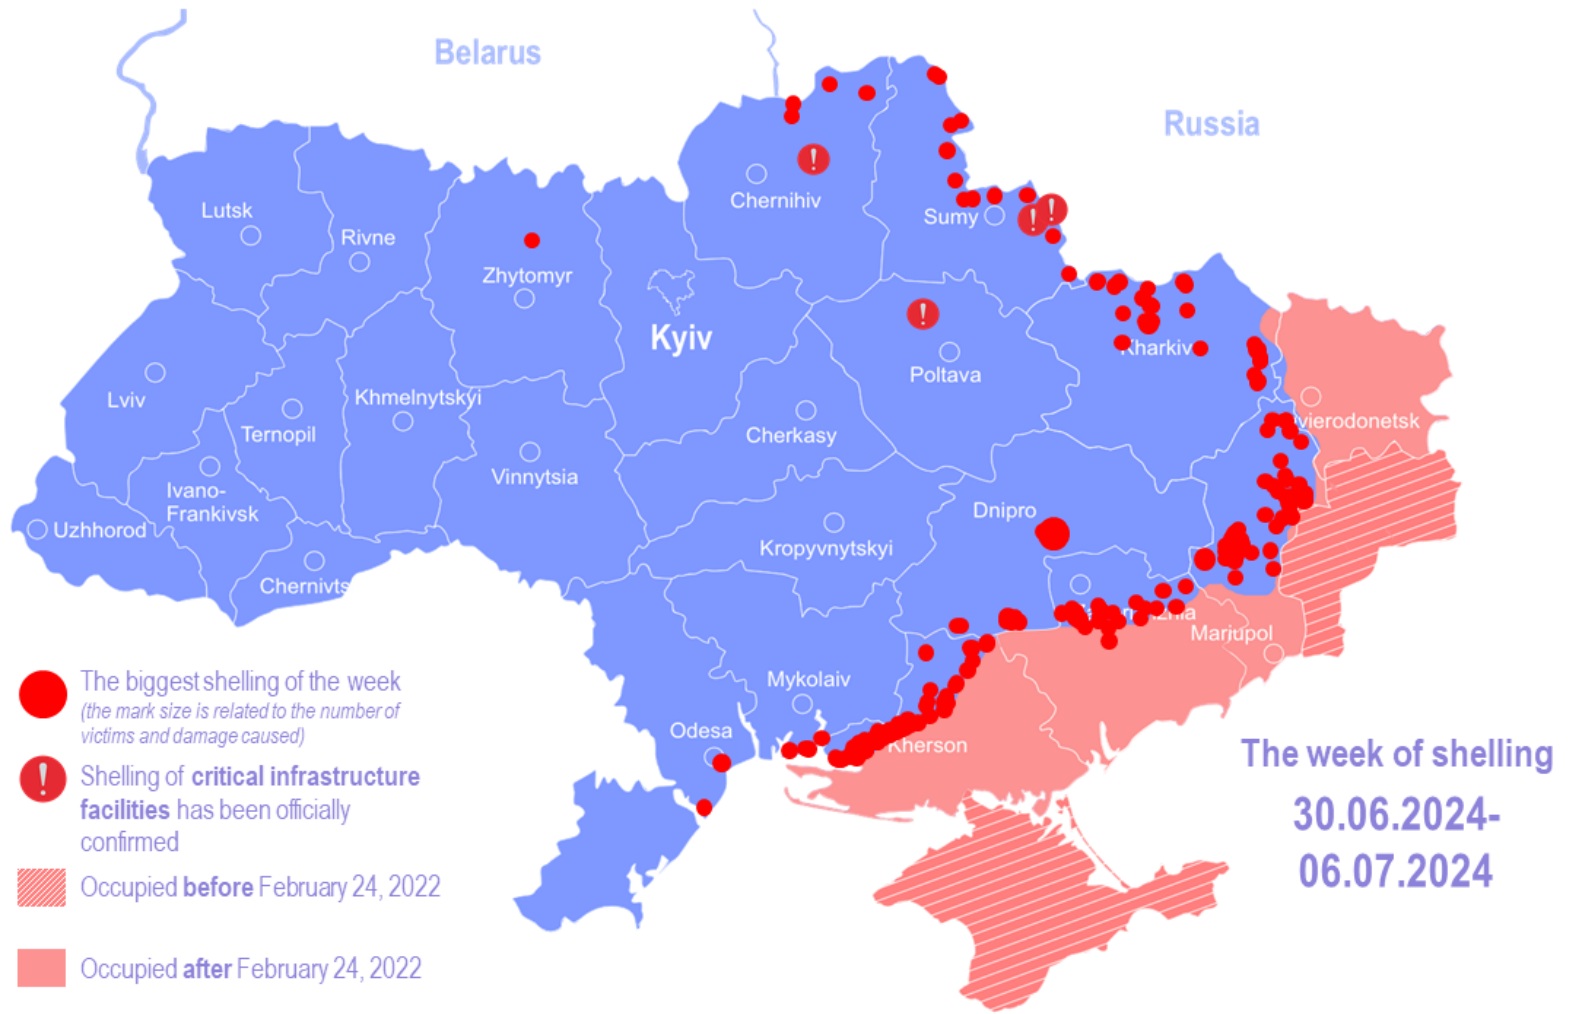 Belarus
Russia
Chernihiv
Lutsk
Sumy
Rivne
Zhytomyr
Kyiv
Kharkiv
Poltava
Lviv
Khmelnytskyi
vierodonetsk
Ternopil
Cherkasy
Vinnytsia
Ivano-
Frankivsk
Dnipro
Uzhhorod
Kropyvnytskyi
Chernivts
Mariupol
Mykolaiv
Odesa
Kherson
The biggest shelling of the week
(the mark size is related to the number of
victims and damage caused)
! Shelling of critical infrastructure
facilities has been officially
confirmed
Occupied before February 24, 2022
Occupied after February 24, 2022
The week of shelling
30.06.2024-
06.07.2024